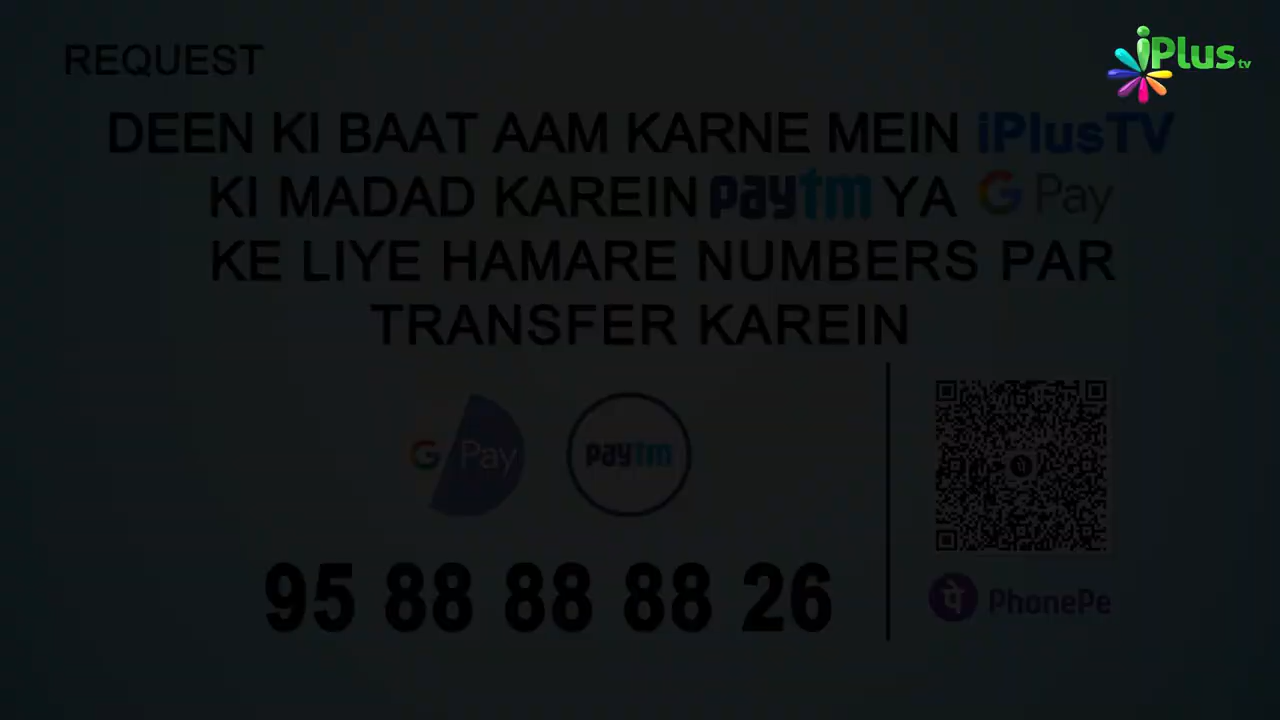 iPlus tv
REQUEST
DEEN KI BAAT AAM KARNE MEIN iPlusTV
KI MADAD KAREIN paytm YA G Pay
KE LIYE HAMARE NUMBERS PAR
TRANSFER KAREIN
G Pay paytm
95 88 88 88 26
पे PhonePe